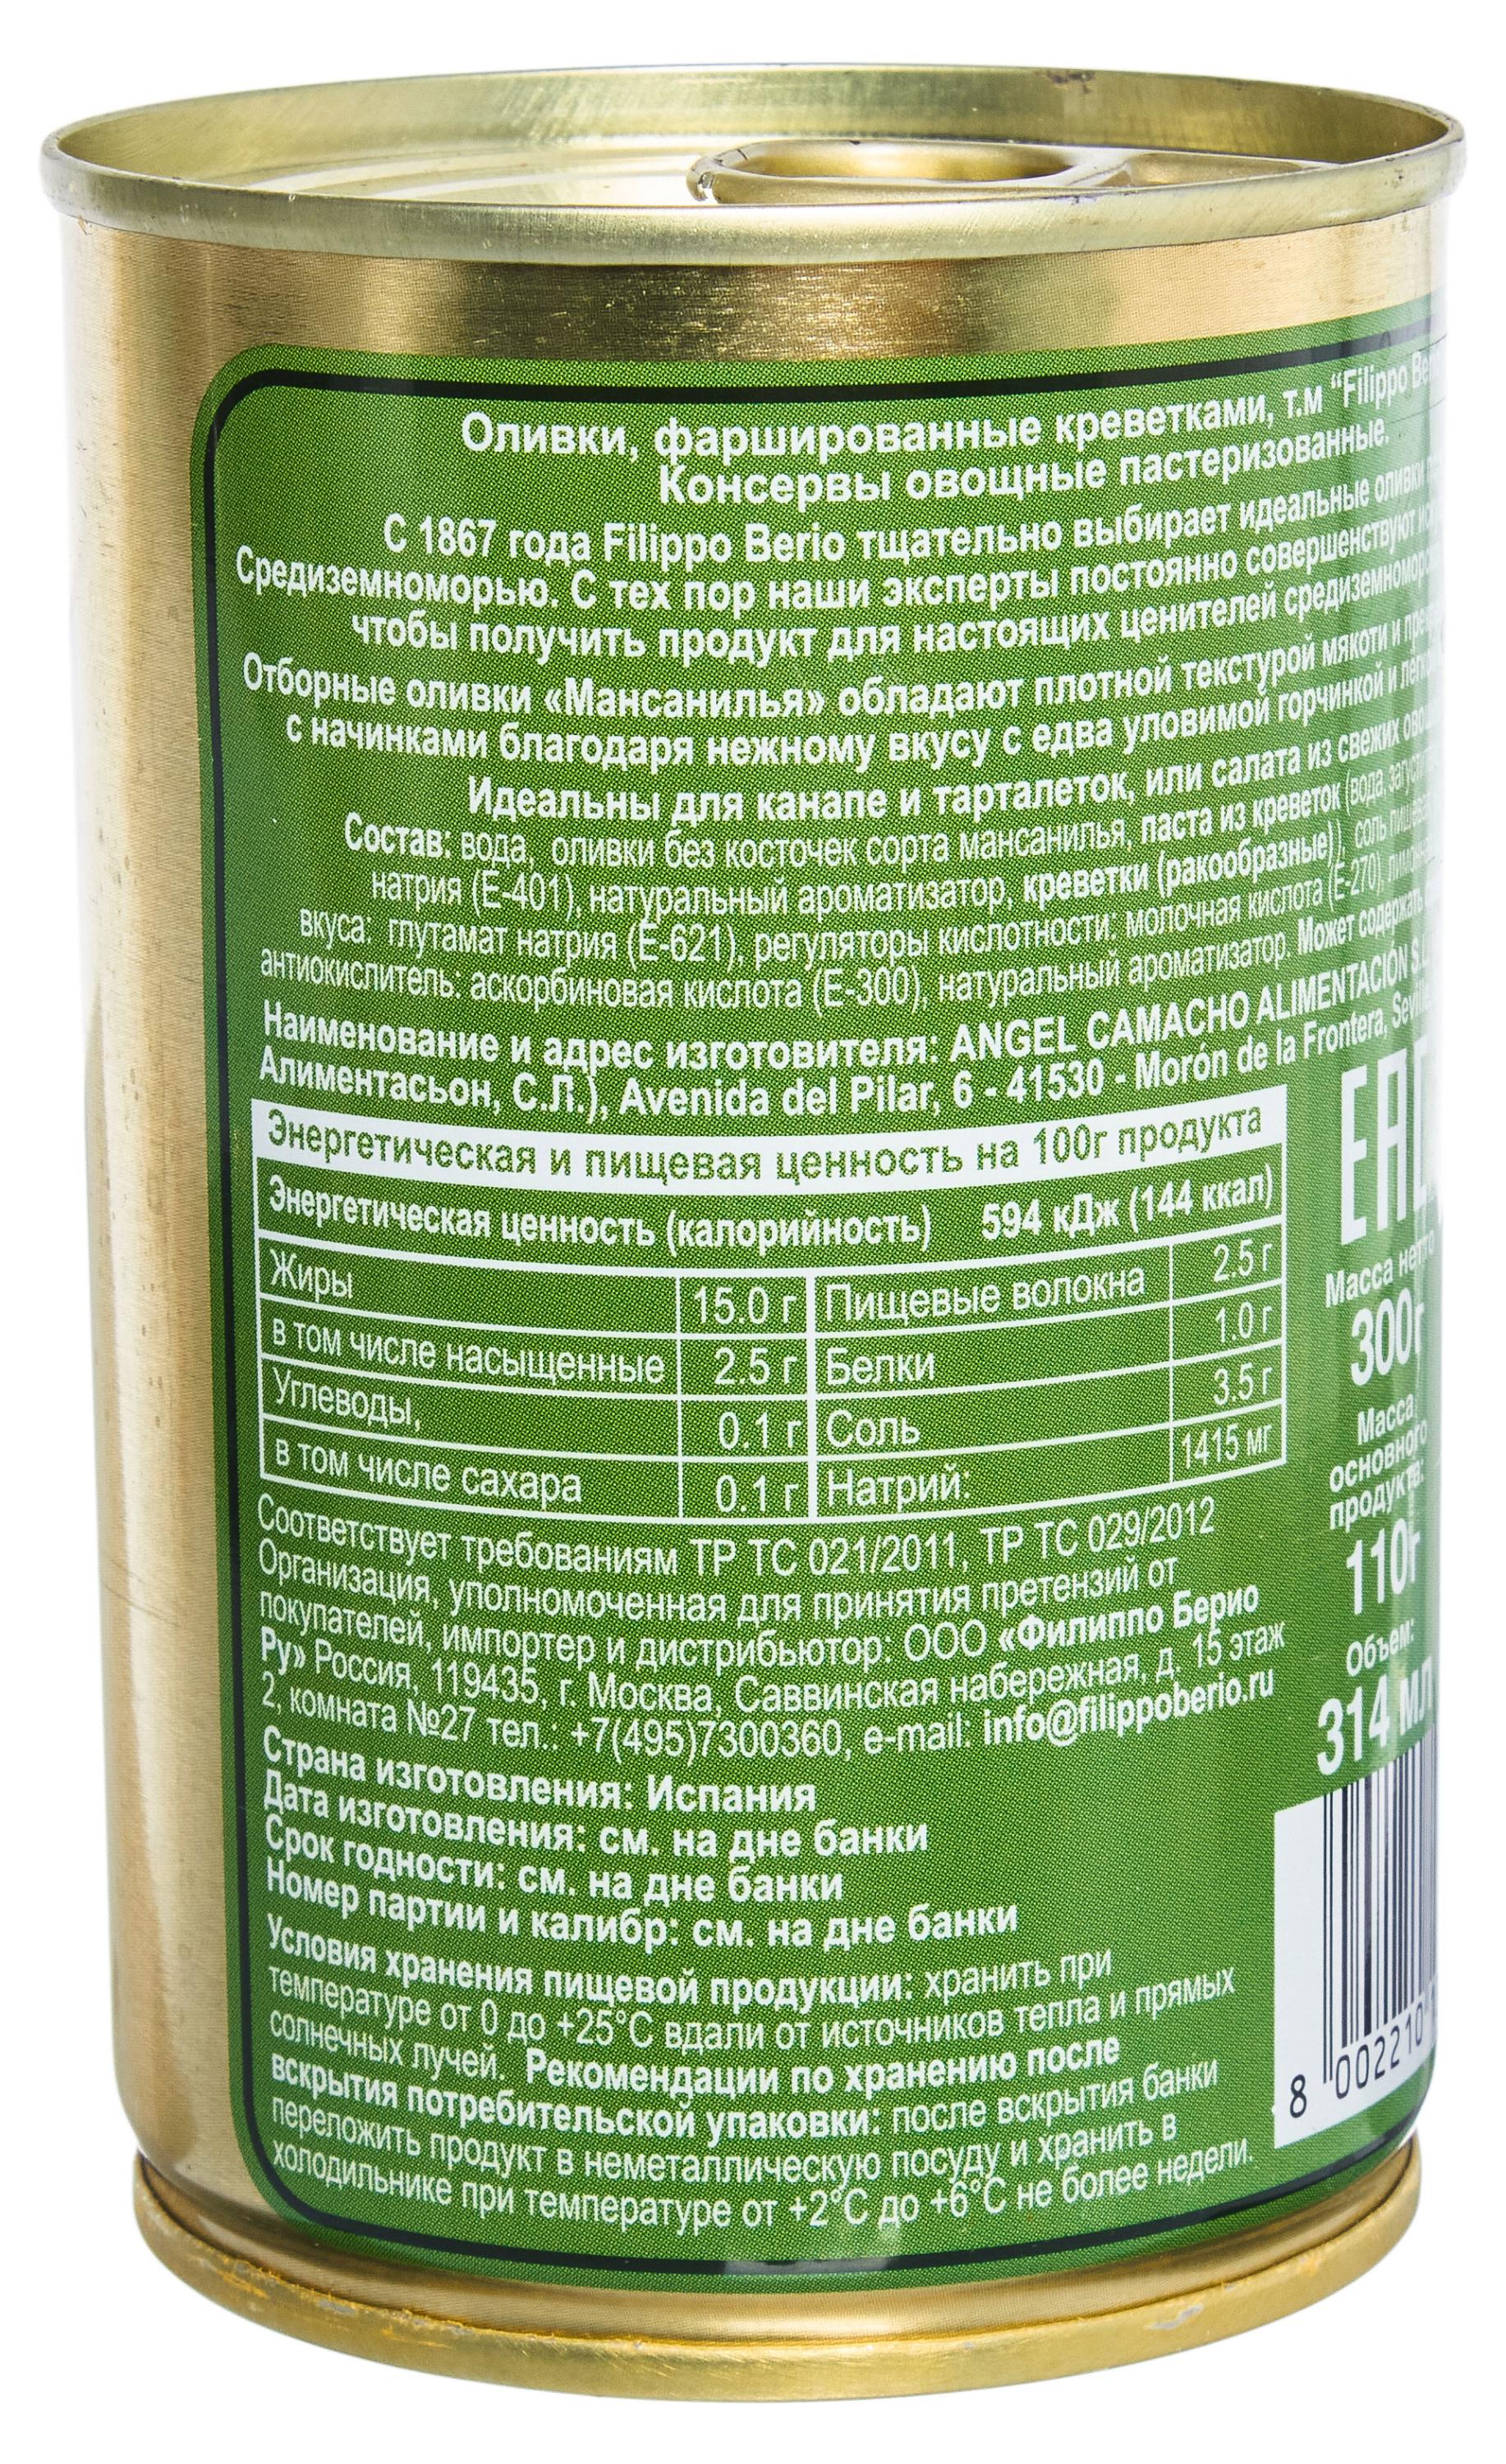 Оливки, фаршированные креветками, т.м "Filippo
Консервы овощные пастеризованные.
С 1867 года Filippo Berio тщательно выбирает идеальные оливки
Средиземноморью. С тех пор наши эксперты постоянно совершенствуют
чтобы получить продукт для настоящих ценителей
Отборные оливки «Мансанилья» обладают плотной текстурой мякоти и
с начинками благодаря нежному вкусу с едва уловимой горчинкой и
Идеальны для канапе и тарталеток, или салата из свежих
Состав: вода, оливки без косточек сорта мансанилья, паста из креветок (вода,
натрия (Е-401), натуральный ароматизатор, креветки (ракообразные)), соль
вкуса: глутамат натрия (Е-621), регуляторы кислотности: молочная кислота (Е-270),
антиокислитель: аскорбиновая кислота (Е-300), натуральный ароматизатор. Может содержать
Наименование и адрес изготовителя: ANGEL CAMACHO ALIMENTACIÓN
Алиментасьон, С.Л.), Avenida del Pilar, 6 - 41530 - Morón de la Frontera,
Энергетическая и пищевая ценность на 100г продукта
Энергетическая ценность (калорийность) 594 кДж (144 ккал)
Жиры 15.0 г Пищевые волокна 2.5 г
в том числе насыщенные 2.5 г Белки 1.0 г
Углеводы, 0.1 г Соль 3.5 г
в том числе сахара 0.1 г Натрий: 1415 мг
Соответствует требованиям ТР ТС 021/2011, ТР ТС 029/2012
Организация, уполномоченная для принятия претензий от
покупателей, импортер и дистрибьютор: ООО «Филиппо Берио
Ру» Россия, 119435, г. Москва, Саввинская набережная, д. 15 этаж
2, комната №27 тел.: +7(495)7300360, e-mail: info@filippoberio.ru
Страна изготовления: Испания
Дата изготовления: см. на дне банки
Срок годности: см. на дне банки
Номер партии и калибр: см. на дне банки
Условия хранения пищевой продукции: хранить при
температуре от 0 до +25°C вдали от источников тепла и прямых
солнечных лучей. Рекомендации по хранению после
вскрытия потребительской упаковки: после вскрытия банки
переложить продукт в неметаллическую посуду и хранить в
холодильнике при температуре от +2°C до +6°C не более недели.
EAC
Масса нетто
300г
Масса
основного
продукта:
110г
Объем:
314 мл
8 002210